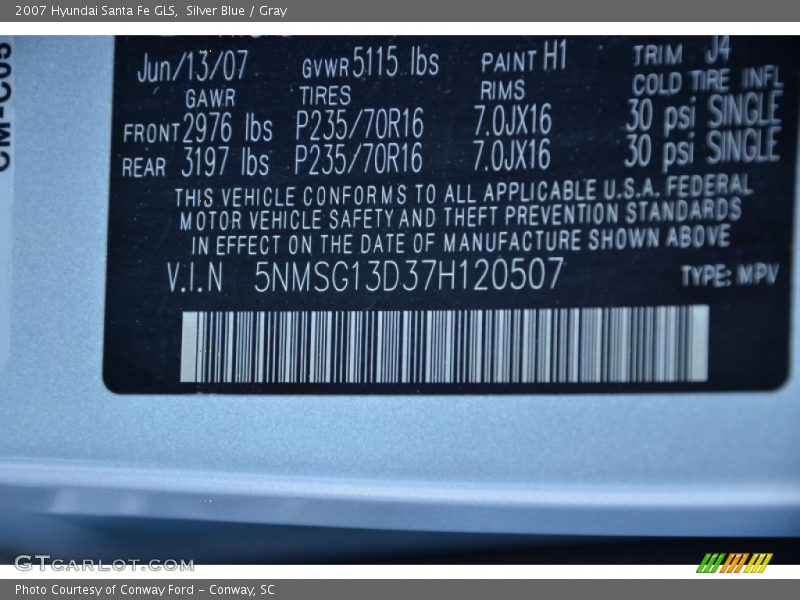 2007 Hyundai Santa Fe GLS, Silver Blue / Gray
Jun/13/07 GVWR 5115 lbs PAINT H1 TRIM J4
GAWR TIRES RIMS COLD TIRE INFL
FRONT 2976 lbs P235/70R16 7.0JX16 30 psi SINGLE
REAR 3197 lbs P235/70R16 7.0JX16 30 psi SINGLE
THIS VEHICLE CONFORMS TO ALL APPLICABLE U.S.A. FEDERAL
MOTOR VEHICLE SAFETY AND THEFT PREVENTION STANDARDS
IN EFFECT ON THE DATE OF MANUFACTURE SHOWN ABOVE
V.I.N 5NMSG13D37H120507 TYPE: MPV
GTCARLOT.COM
Photo Courtesy of Conway Ford - Conway, SC